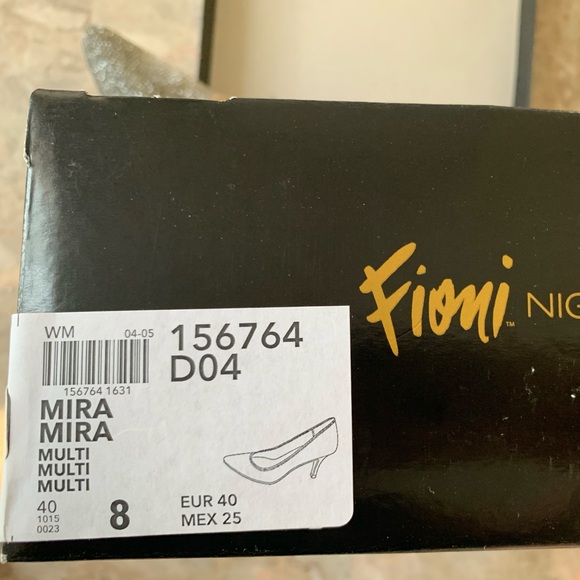 Fioni™ NIG
WM 04-05 156764
D04
156764 1631
MIRA
MIRA
MULTI
MULTI
MULTI
40
1015
0023
8
EUR 40
MEX 25